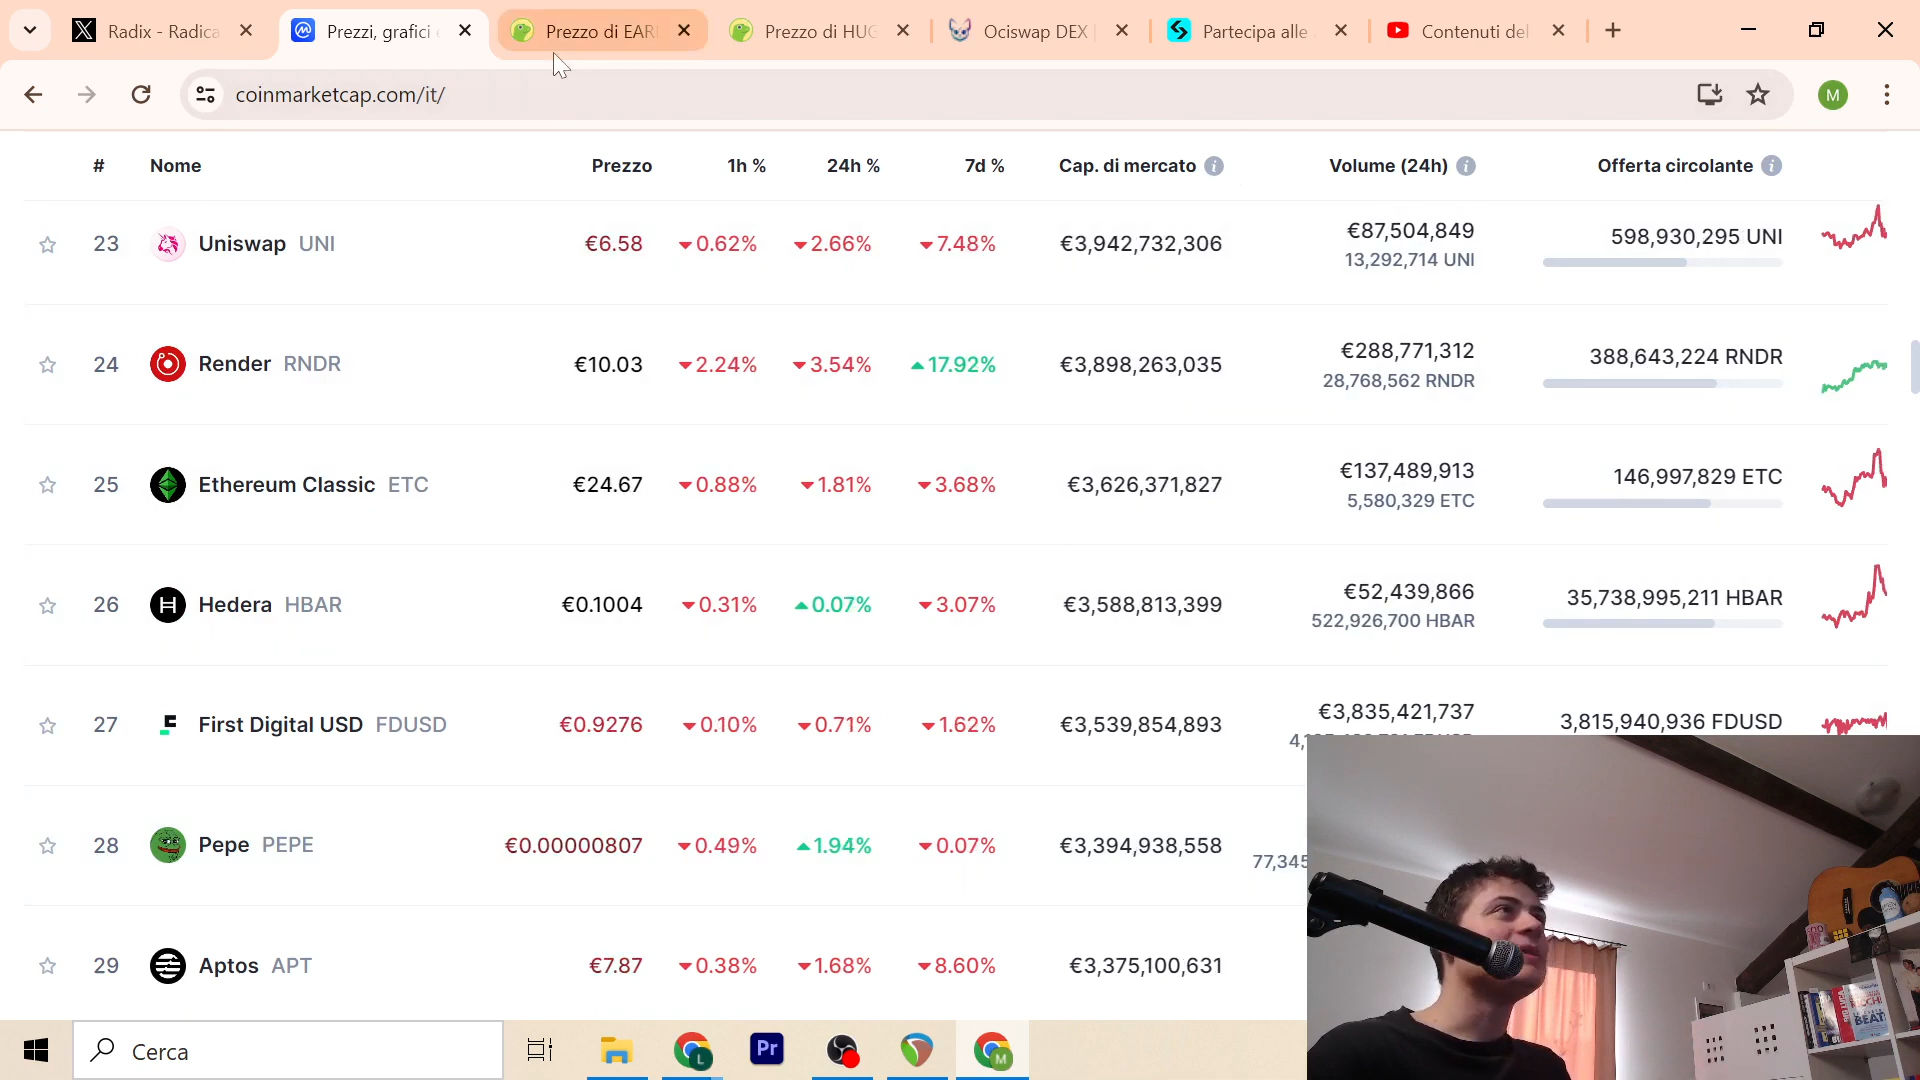 Radix - Radica
Prezzi, grafici e
Prezzo di EAR
Prezzo di HUG
Ociswap DEX |
Partecipa alle
Contenuti del
coinmarketcap.com/it/
M
# Nome Prezzo 1h % 24h % 7d % Cap. di mercato Volume (24h) Offerta circolante
23 Uniswap UNI €6.58 0.62% 2.66% 7.48% €3,942,732,306 €87,504,849 598,930,295 UNI
13,292,714 UNI
24 Render RNDR €10.03 2.24% 3.54% 17.92% €3,898,263,035 €288,771,312 388,643,224 RNDR
28,768,562 RNDR
25 Ethereum Classic ETC €24.67 0.88% 1.81% 3.68% €3,626,371,827 €137,489,913 146,997,829 ETC
5,580,329 ETC
26 Hedera HBAR €0.1004 0.31% 0.07% 3.07% €3,588,813,399 €52,439,866 35,738,995,211 HBAR
522,926,700 HBAR
27 First Digital USD FDUSD €0.9276 0.10% 0.71% 1.62% €3,539,854,893 €3,835,421,737 3,815,940,936 FDUSD
28 Pepe PEPE €0.00000807 0.49% 1.94% 0.07% €3,394,938,558
77,345
29 Aptos APT €7.87 0.38% 1.68% 8.60% €3,375,100,631
Cerca
Pr
L
M